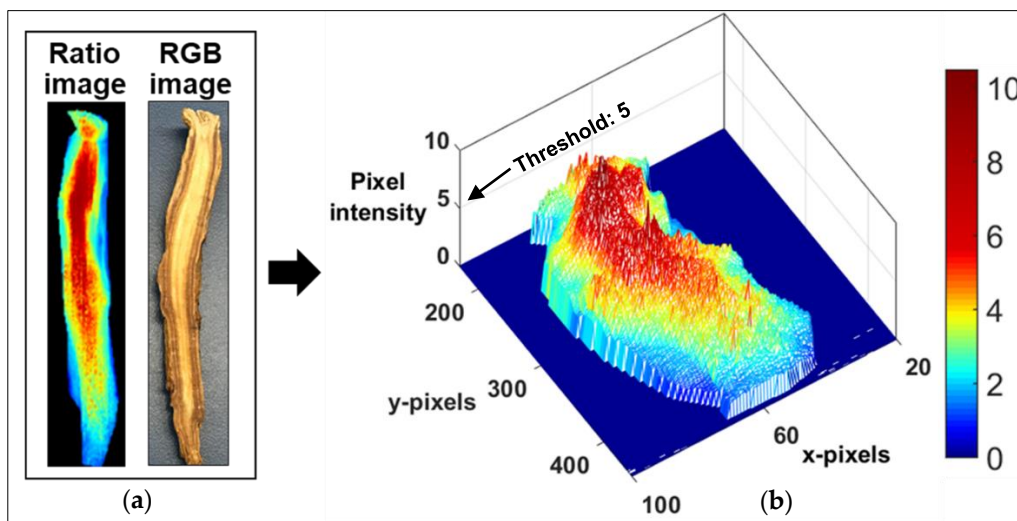 Ratio
image
RGB
image
(a)
Threshold: 5
Pixel
intensity
10
5
0
200
300
400
y-pixels
100
60
20
x-pixels
(b)
10
8
6
4
2
0